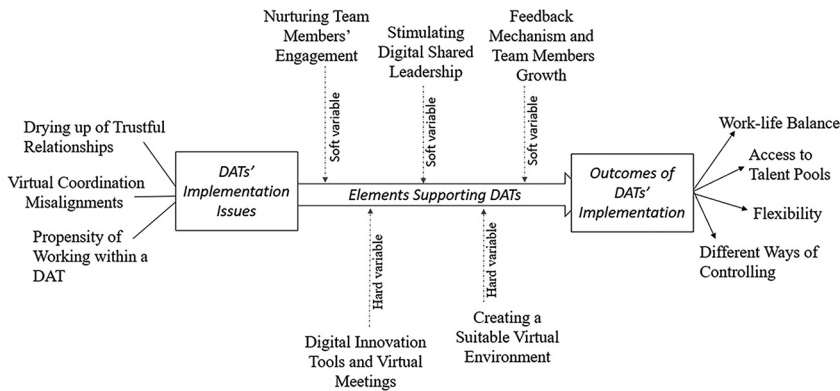 Nurturing Team
Members'
Engagement
Stimulating
Digital Shared
Leadership
Feedback
Mechanism and
Team Members
Growth
Soft variable
Soft variable
Soft variable
Drying up of Trustful
Relationships
Virtual Coordination
Misalignments
Propensity of
Working within a
DAT
DATs'
Implementation
Issues
Elements Supporting DATs
Outcomes of
DATs'
Implementation
Work-life Balance
Access to
Talent Pools
Flexibility
Different Ways of
Controlling
Hard variable
Hard variable
Digital Innovation
Tools and Virtual
Meetings
Creating a
Suitable Virtual
Environment